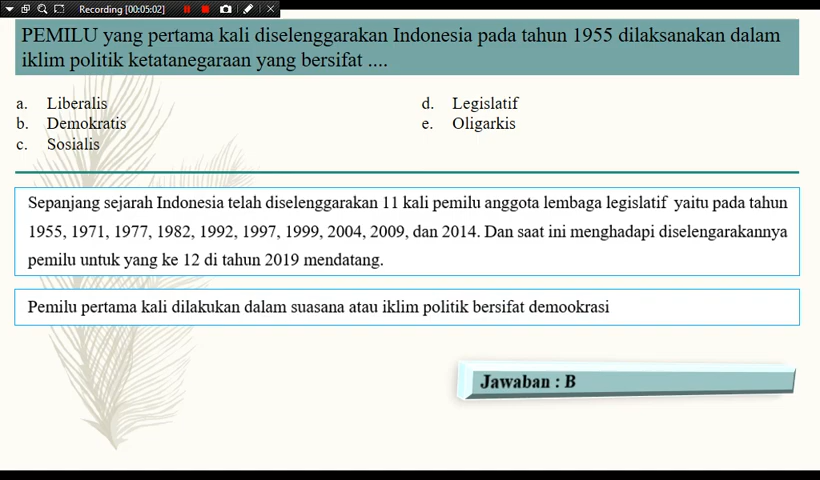 Recording [00:05:02]
PEMILU yang pertama kali diselenggarakan Indonesia pada tahun 1955 dilaksanakan dalam
iklim politik ketatanegaraan yang bersifat ....
a. Liberalis
b. Demokratis
c. Sosialis
d. Legislatif
e. Oligarkis
Sepanjang sejarah Indonesia telah diselenggarakan 11 kali pemilu anggota lembaga legislatif yaitu pada tahun
1955, 1971, 1977, 1982, 1992, 1997, 1999, 2004, 2009, dan 2014. Dan saat ini menghadapi diselengarakannya
pemilu untuk yang ke 12 di tahun 2019 mendatang.
Pemilu pertama kali dilakukan dalam suasana atau iklim politik bersifat demookrasi
Jawaban : B